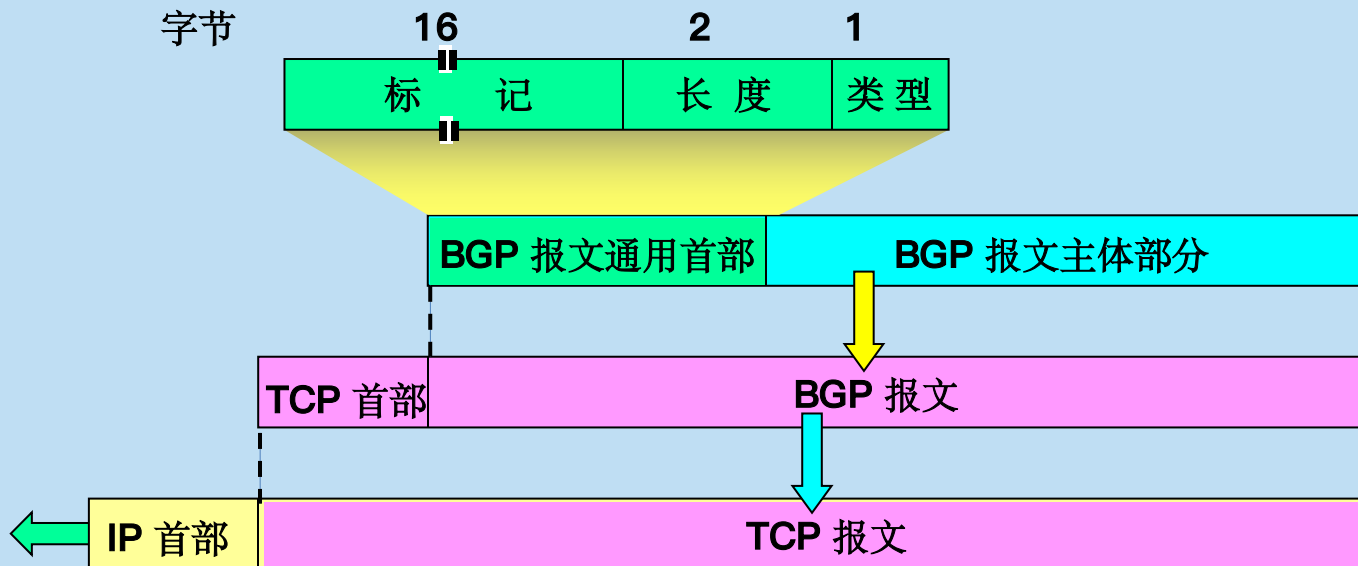 字节 16 2 1
标 记 长 度 类 型
BGP 报文通用首部 BGP 报文主体部分
TCP 首部 BGP 报文
IP 首部 TCP 报文